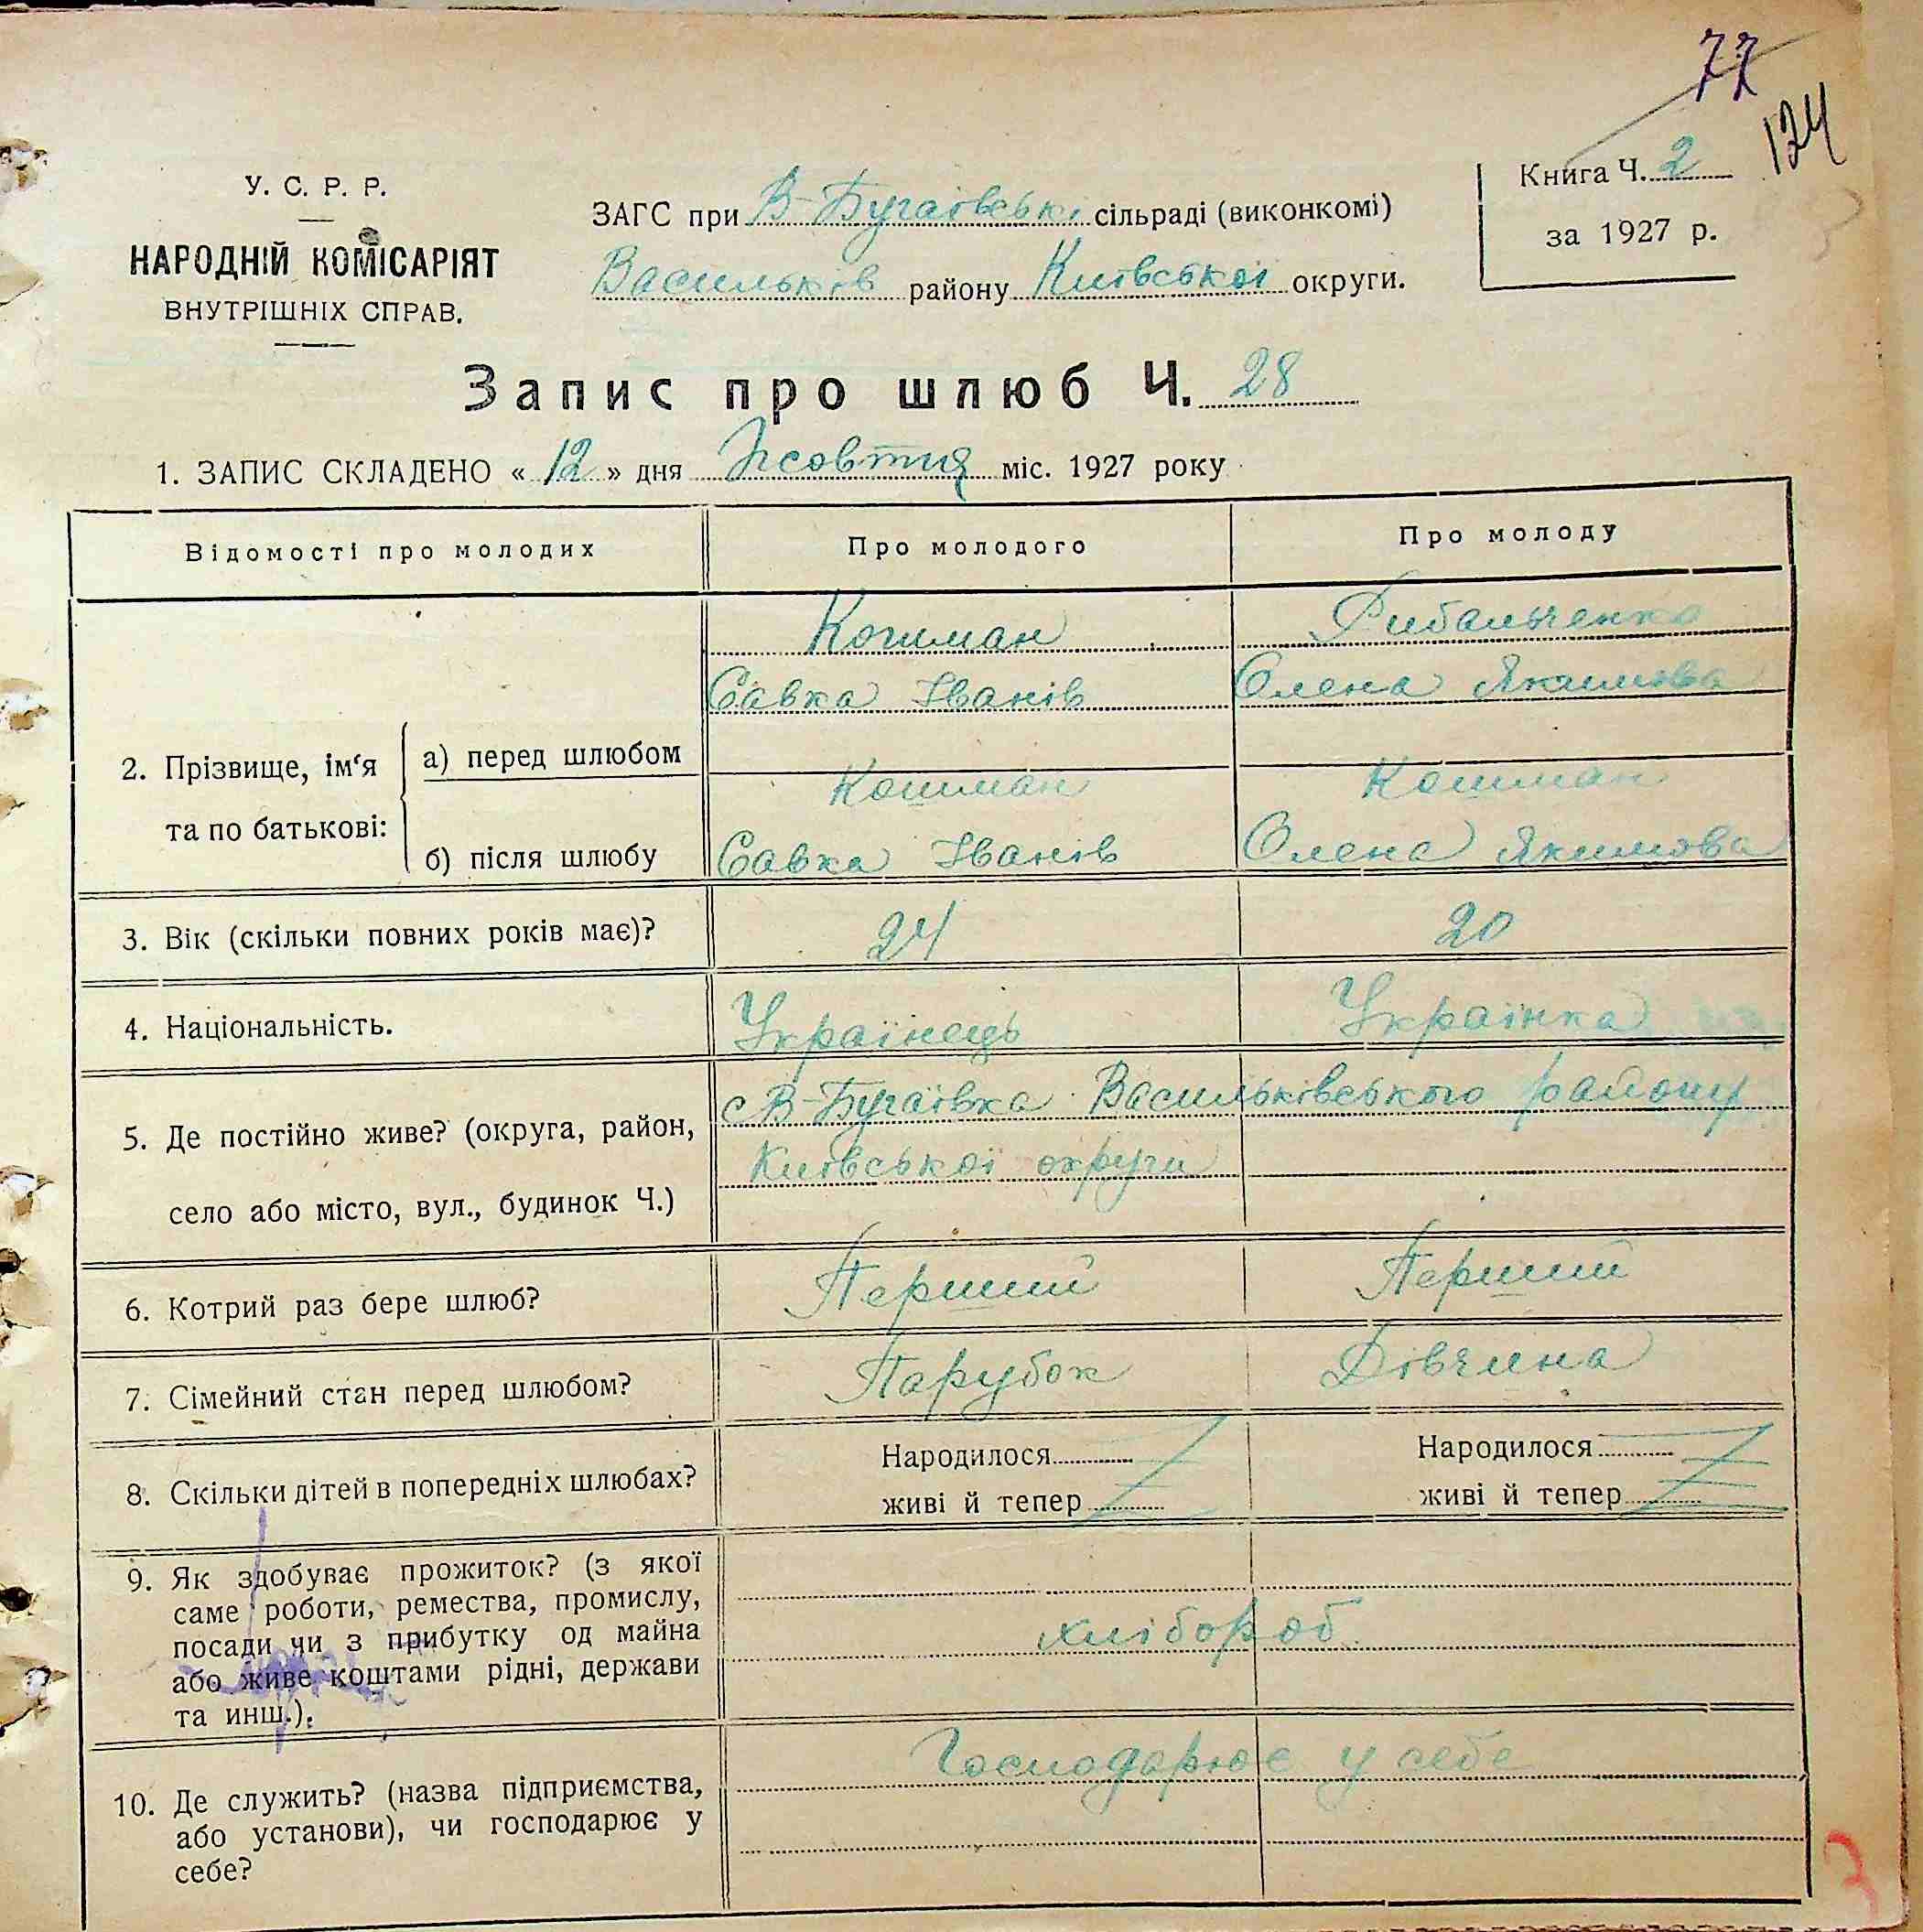 77
124
У. С. Р. Р.
НАРОДНІЙ КОМІСАРІЯТ
ВНУТРІШНІХ СПРАВ.
ЗАГС при В-Бугаївські сільраді (виконкомі)
Васильків району Київської округи.
Книга Ч. 2
за 1927 р.
Запис про шлюб Ч. 28
1. ЗАПИС СКЛАДЕНО « 12 » дня Жовтня міс. 1927 року
Відомості про молодих Про молодого Про молоду
2. Прізвище, ім‘я та по батькові:
а) перед шлюбом
Кошман
Савка Іванів
Рибальченко
Олена Якимова
б) після шлюбу
Кошман
Савка Іванів
Кошман
Олена Якимова
3. Вік (скільки повних років має)? 24 20
4. Національність. Українець Українка
5. Де постійно живе? (округа, район,
село або місто, вул., будинок Ч.)
с В-Бугаївка Васильківського району
Київської округи
6. Котрий раз бере шлюб? Перший Перший
7. Сімейний стан перед шлюбом? Парубок Дівчина
8. Скільки дітей в попередніх шлюбах?
Народилося
живі й тепер
Народилося
живі й тепер
9. Як здобуває прожиток? (з якої
саме роботи, ремества, промислу,
посади чи з прибутку од майна
або живе коштами рідні, держави
та инш.).
хлібороб
10. Де служить? (назва підприємства,
або установи), чи господарює у
себе?
Господарює у себе
3